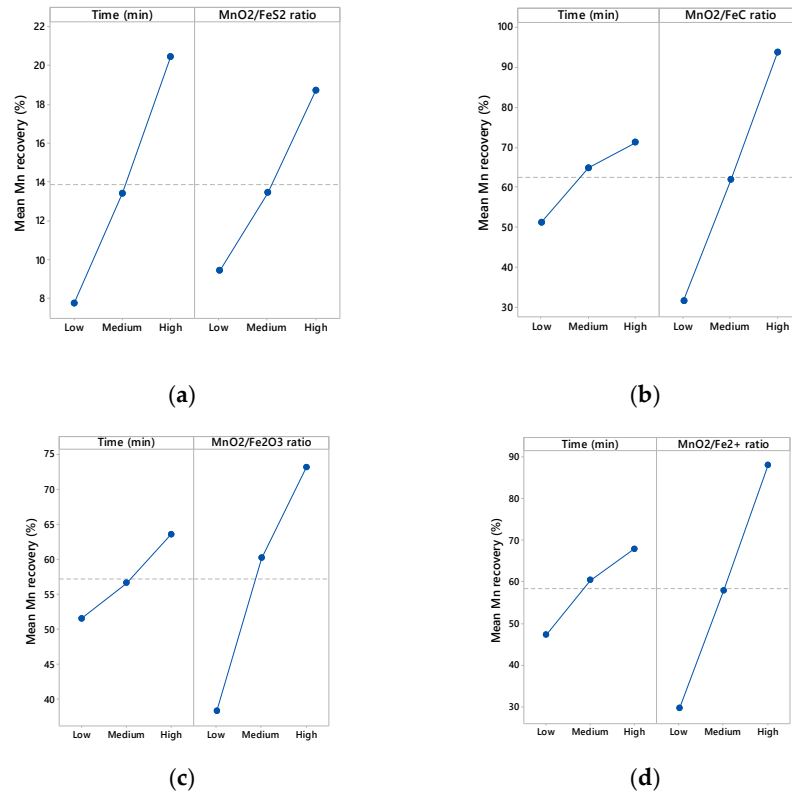 Time (min) MnO2/FeS2 ratio
Mean Mn recovery (%)
22
20
18
16
14
12
10
8
Low Medium High Low Medium High
(a)
Time (min) MnO2/FeC ratio
Mean Mn recovery (%)
100
90
80
70
60
50
40
30
Low Medium High Low Medium High
(b)
MnO2/Fe2O3 ratio
Time (min)
Mean Mn recovery (%)
75
70
65
60
55
50
45
40
Low Medium High Low Medium High
(c)
Time (min) MnO2/Fe2+ ratio
Mean Mn recovery (%)
90
80
70
60
50
40
30
Low Medium High Low Medium High
(d)